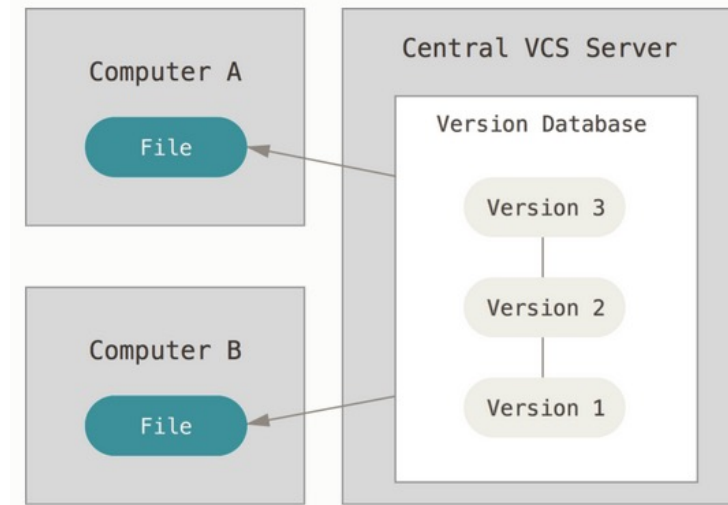 Computer A
File
Computer B
File
Central VCS Server
Version Database
Version 3
Version 2
Version 1